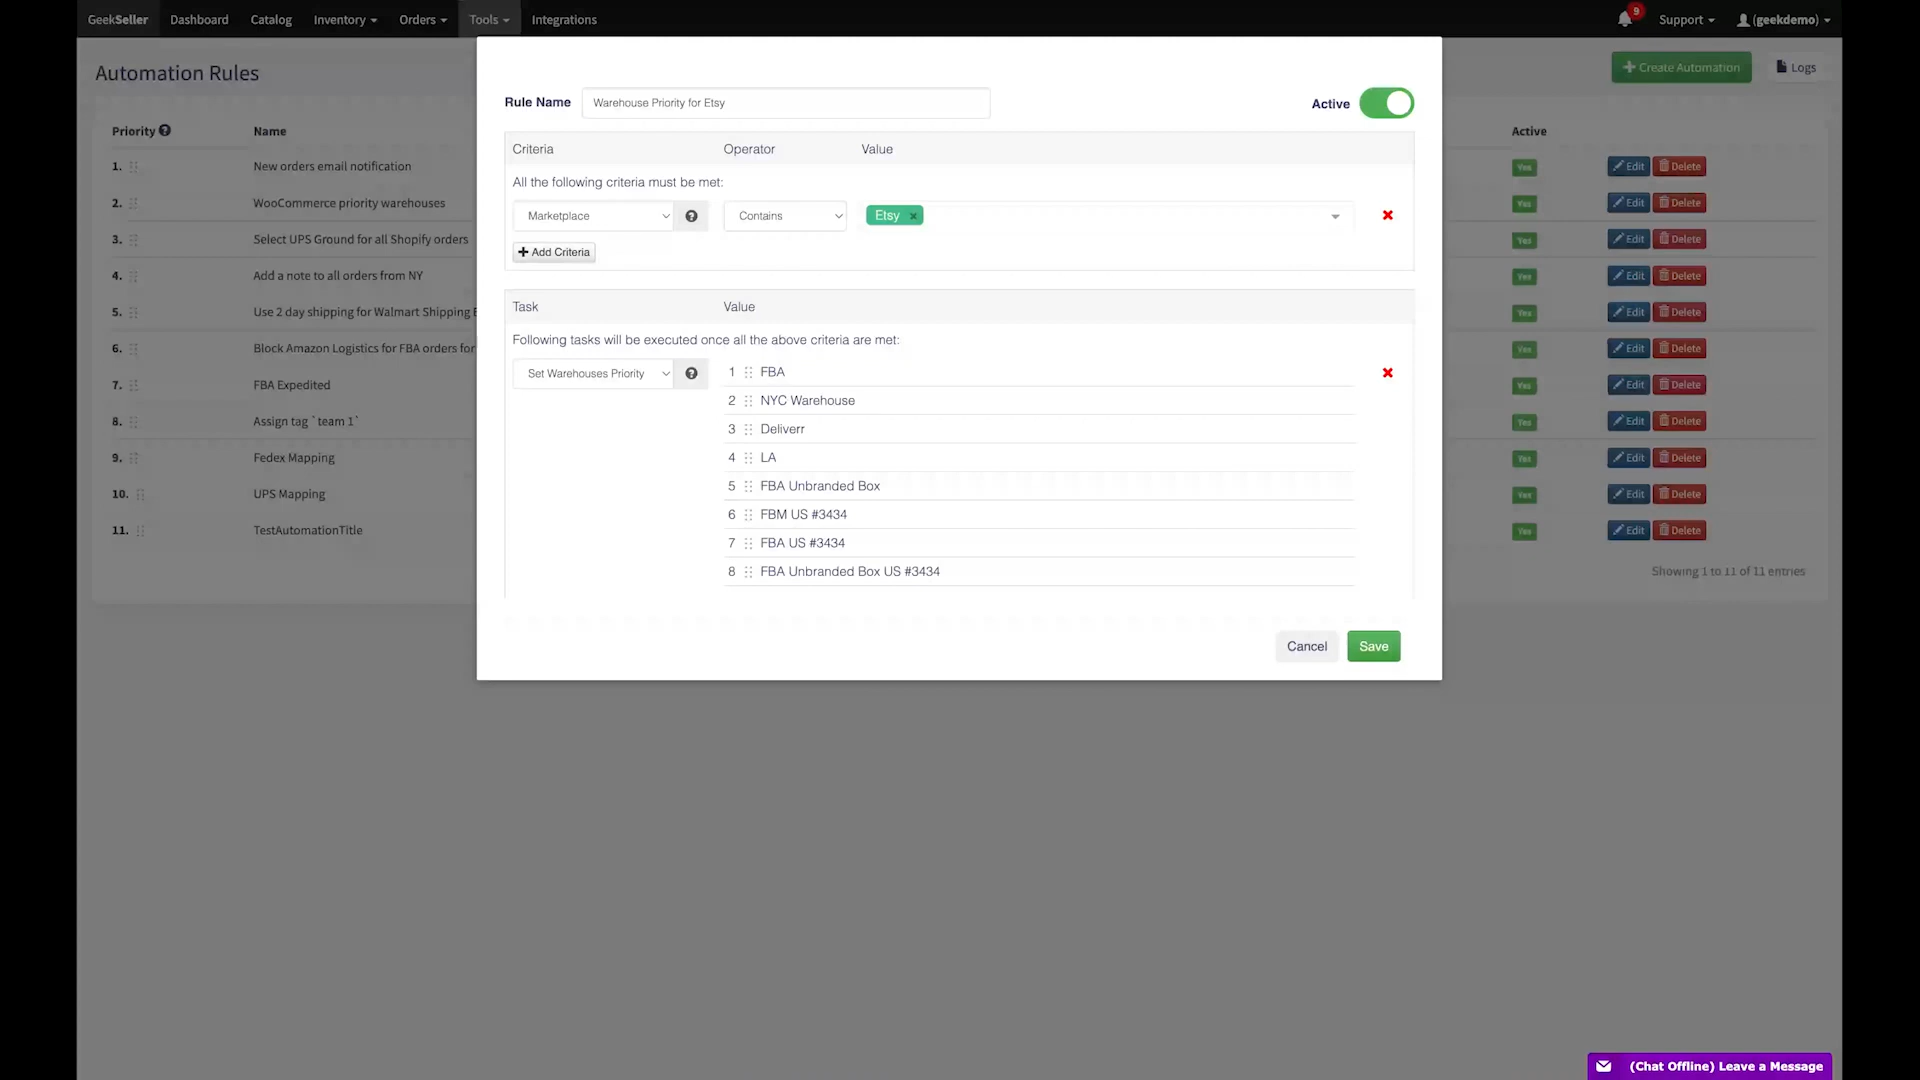 GeekSeller Dashboard Catalog Inventory Orders Tools Integrations 9 Support (geekdemo)
Automation Rules
Create Automation Logs
Priority Name Active
1. New orders email notification Yes Edit Delete
2. WooCommerce priority warehouses Yes Edit Delete
3. Select UPS Ground for all Shopify orders Yes Edit Delete
4. Add a note to all orders from NY Yes Edit Delete
5. Use 2 day shipping for Walmart Shipping Yes Edit Delete
6. Block Amazon Logistics for FBA orders for Yes Edit Delete
7. FBA Expedited Yes Edit Delete
8. Assign tag `team 1` Yes Edit Delete
9. Fedex Mapping Yes Edit Delete
10. UPS Mapping Yes Edit Delete
11. TestAutomationTitle Yes Edit Delete
Showing 1 to 11 of 11 entries
Rule Name Warehouse Priority for Etsy Active
Criteria Operator Value
All the following criteria must be met:
Marketplace ? Contains Etsy ×
+ Add Criteria
Task Value
Following tasks will be executed once all the above criteria are met:
Set Warehouses Priority ?
1 FBA
2 NYC Warehouse
3 Deliverr
4 LA
5 FBA Unbranded Box
6 FBM US #3434
7 FBA US #3434
8 FBA Unbranded Box US #3434
Cancel Save
(Chat Offline) Leave a Message